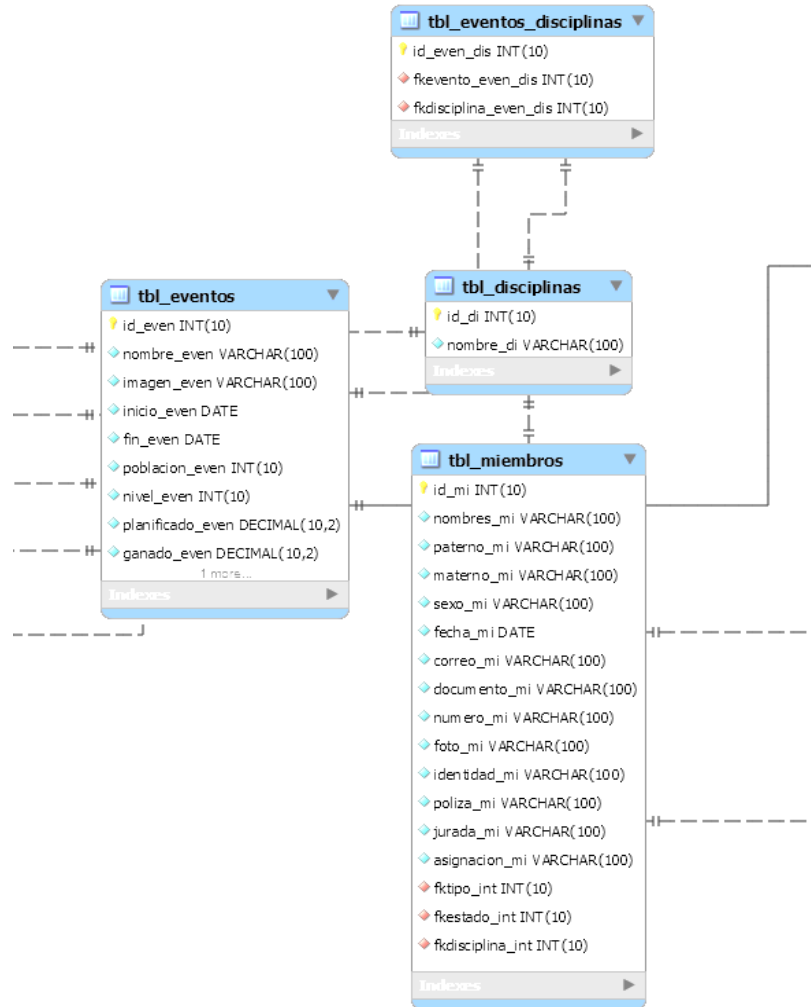 tbl_eventos_disciplinas
id_even_dis INT(10)
fkevento_even_dis INT(10)
fkdisciplina_even_dis INT(10)
Indexes
tbl_eventos
id_even INT(10)
nombre_even VARCHAR(100)
imagen_even VARCHAR(100)
inicio_even DATE
fin_even DATE
poblacion_even INT(10)
nivel_even INT(10)
planificado_even DECIMAL(10,2)
ganado_even DECIMAL(10,2)
1 more...
Indexes
tbl_disciplinas
id_di INT(10)
nombre_di VARCHAR(100)
Indexes
tbl_miembros
id_mi INT(10)
nombres_mi VARCHAR(100)
paterno_mi VARCHAR(100)
materno_mi VARCHAR(100)
sexo_mi VARCHAR(100)
fecha_mi DATE
correo_mi VARCHAR(100)
documento_mi VARCHAR(100)
numero_mi VARCHAR(100)
foto_mi VARCHAR(100)
identidad_mi VARCHAR(100)
poliza_mi VARCHAR(100)
jurada_mi VARCHAR(100)
asignacion_mi VARCHAR(100)
fktipo_int INT(10)
fkestado_int INT(10)
fkdisciplina_int INT(10)
Indexes